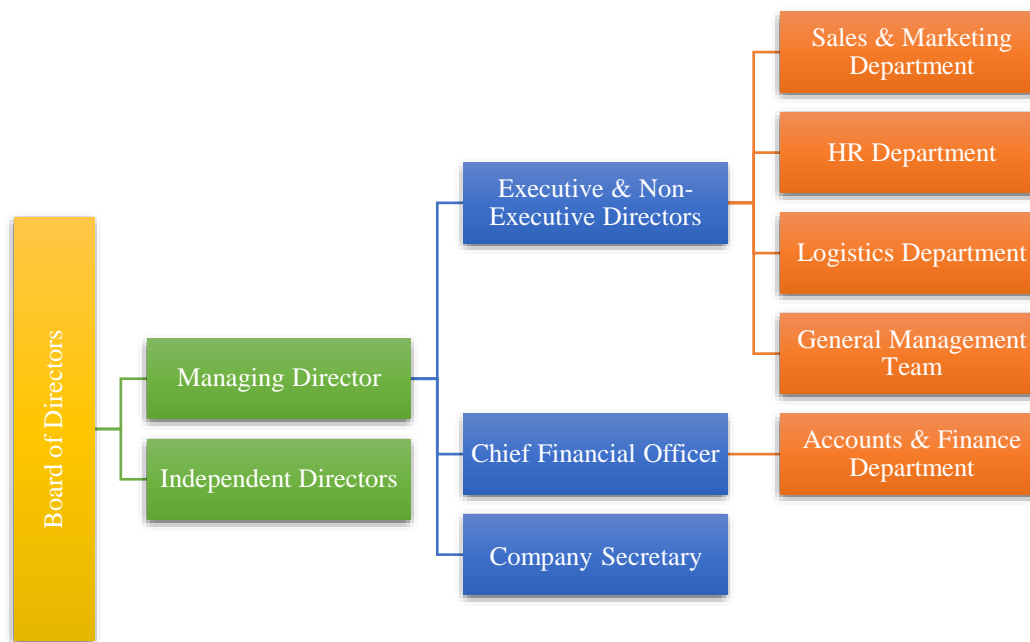 Board of Directors
Managing Director
Independent Directors
Executive & Non-
Executive Directors
Chief Financial Officer
Company Secretary
Sales & Marketing
Department
HR Department
Logistics Department
General Management
Team
Accounts & Finance
Department